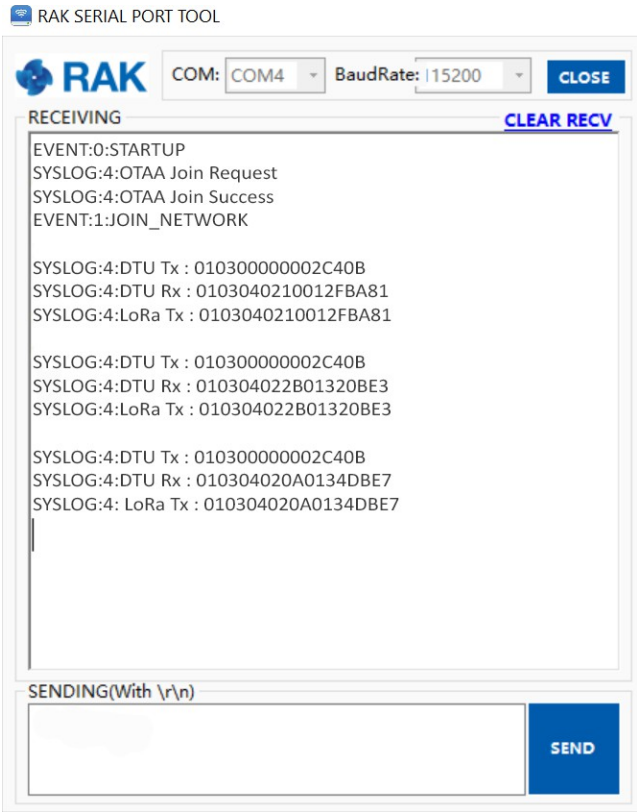 RAK SERIAL PORT TOOL
RAK COM: COM4 BaudRate: 115200 CLOSE
RECEIVING CLEAR RECV
EVENT:0:STARTUP
SYSLOG:4:OTAA Join Request
SYSLOG:4:OTAA Join Success
EVENT:1:JOIN_NETWORK
SYSLOG:4:DTU Tx : 010300000002C40B
SYSLOG:4:DTU Rx : 0103040210012FBA81
SYSLOG:4:LoRa Tx : 0103040210012FBA81
SYSLOG:4:DTU Tx : 010300000002C40B
SYSLOG:4:DTU Rx : 010304022B01320BE3
SYSLOG:4:LoRa Tx : 010304022B01320BE3
SYSLOG:4:DTU Tx : 010300000002C40B
SYSLOG:4:DTU Rx : 010304020A0134DBE7
SYSLOG:4: LoRa Tx : 010304020A0134DBE7
SENDING(With \r\n)
SEND